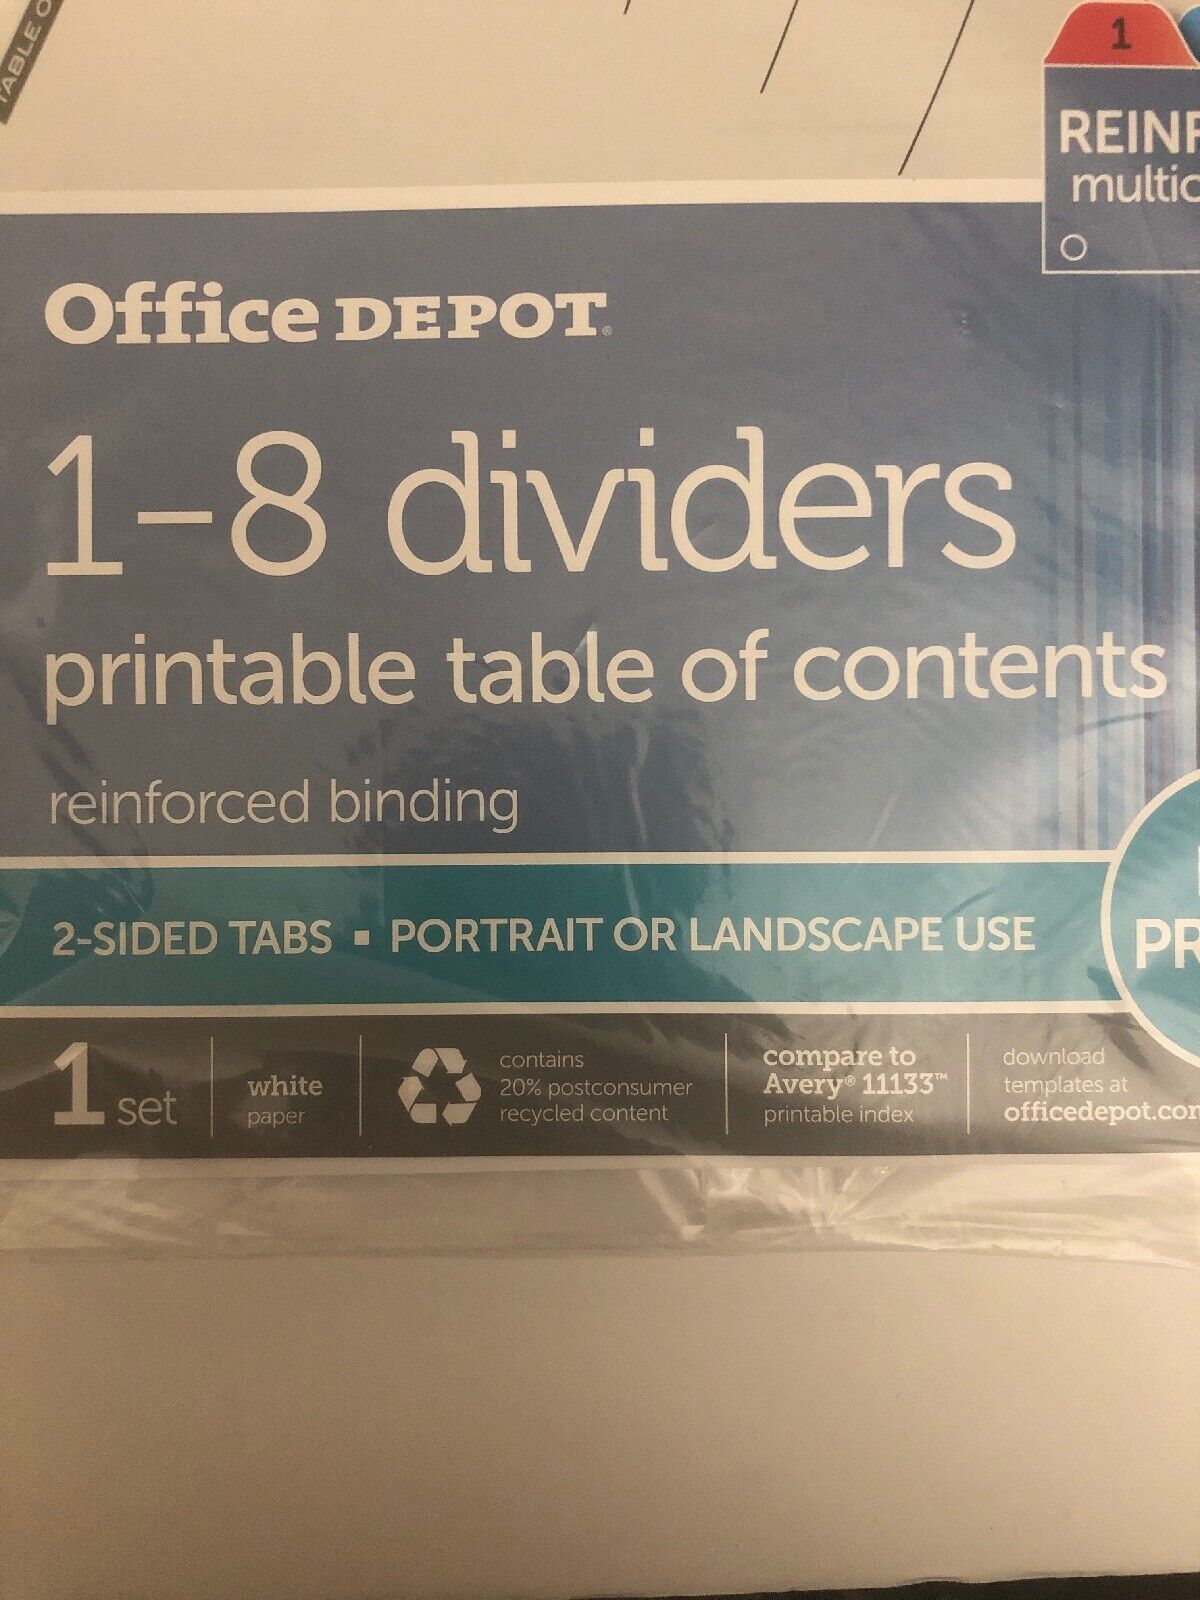 TABLE O
1
REINF
multic
Office DEPOT®
1–8 dividers
printable table of contents
reinforced binding
2-SIDED TABS ▪ PORTRAIT OR LANDSCAPE USE
PR
1 set
white
paper
contains
20% postconsumer
recycled content
compare to
Avery® 11133™
printable index
download
templates at
officedepot.com